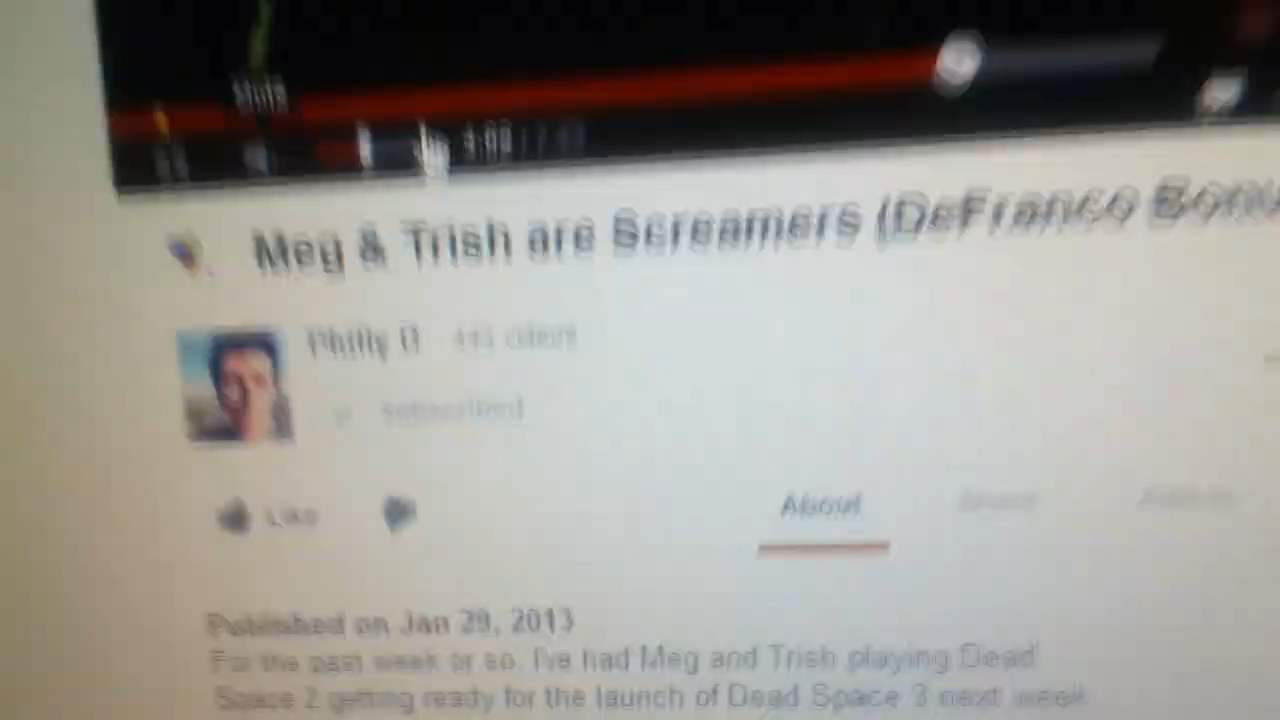 Mute
Meg & Trish are Screamers (DeFranco Bonu
Philly D
Subscribed
Like
About
Share
Published on Jan 29, 2013
For the past week or so. I've had Meg and Trish playing Dead
Space 2 getting ready for the launch of Dead Space 3 next week